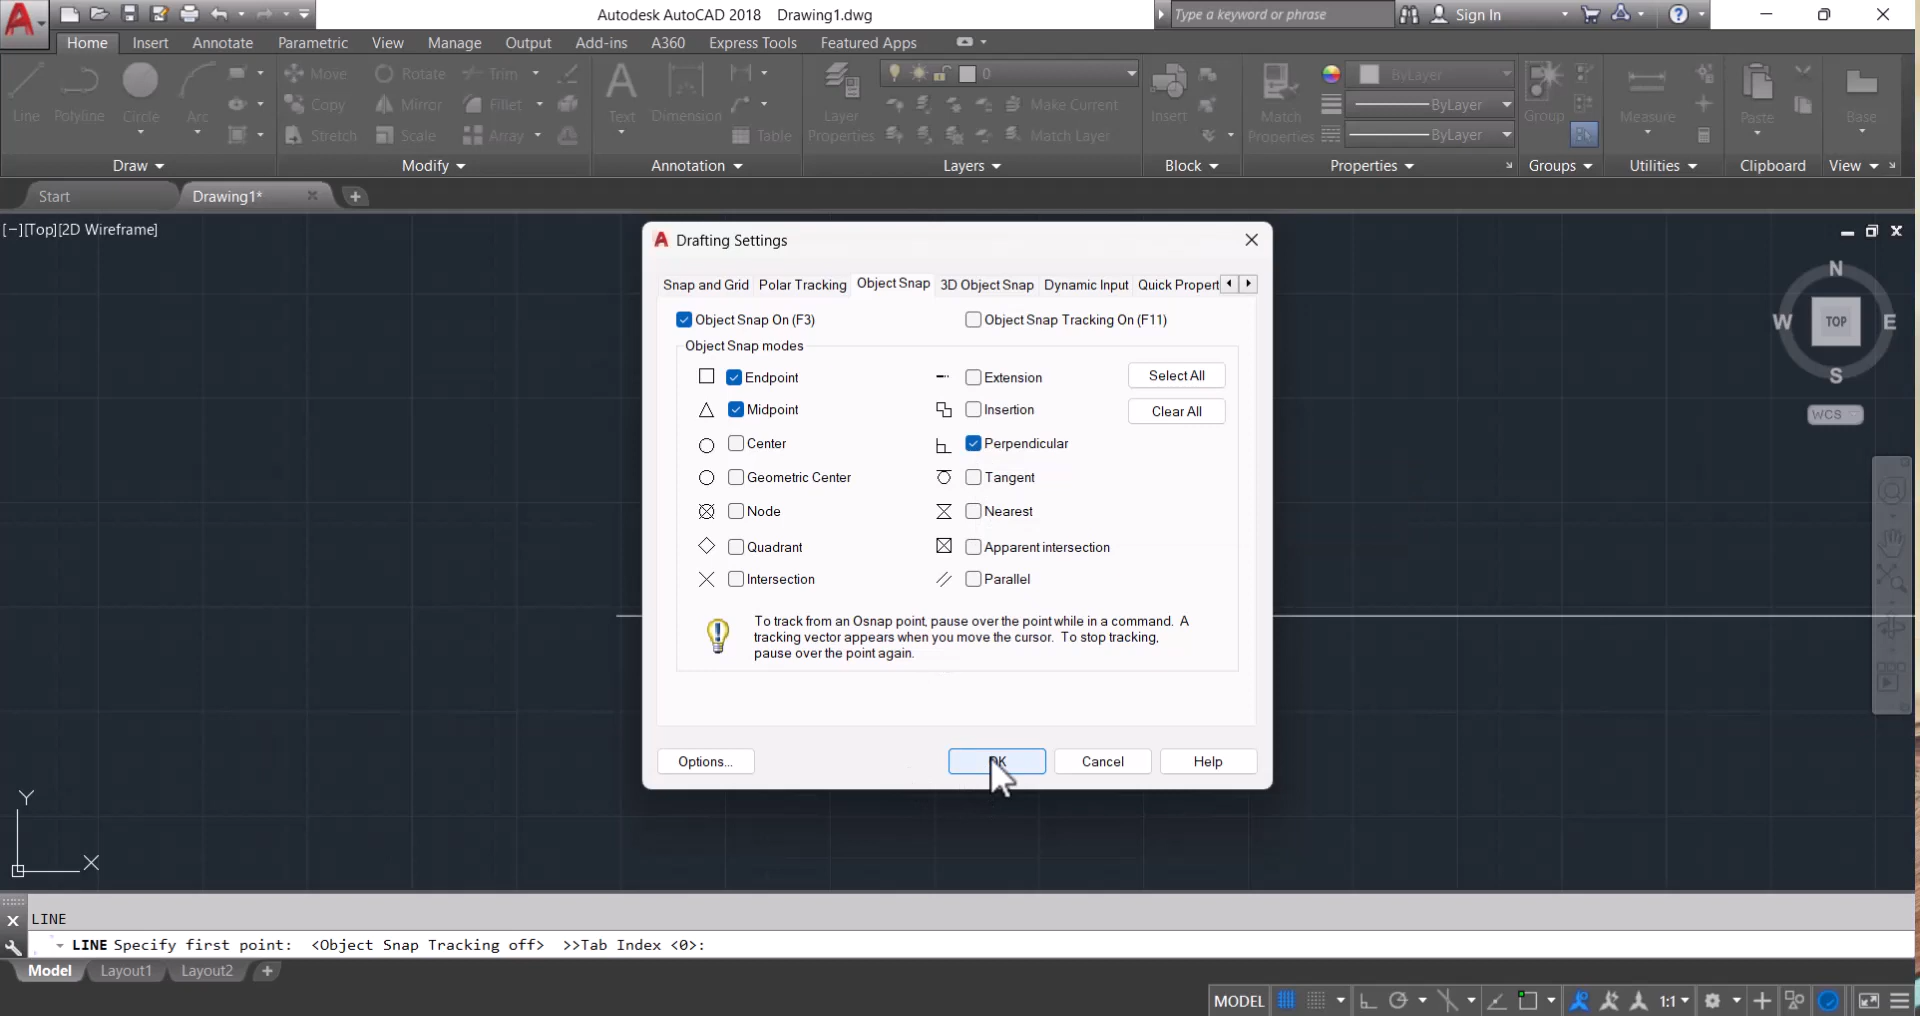 Autodesk AutoCAD 2018 Drawing1.dwg
Type a keyword or phrase
Sign In
Home Insert Annotate Parametric View Manage Output Add-ins A360 Express Tools Featured Apps
Line Polyline Circle Arc
Move Rotate Trim
Copy Mirror Fillet
Stretch Scale Array
Text Dimension
Table
Layer Properties
0
Make Current
Match Layer
Insert
Match Properties
ByLayer
ByLayer
ByLayer
Group
Measure
Paste
Base
Draw Modify Annotation Layers Block Properties Groups Utilities Clipboard View
Start Drawing1*
[−][Top][2D Wireframe]
N
W TOP E
S
WCS
Drafting Settings
Snap and Grid Polar Tracking Object Snap 3D Object Snap Dynamic Input Quick Propert
Object Snap On (F3) Object Snap Tracking On (F11)
Object Snap modes
Endpoint Extension Select All
Midpoint Insertion Clear All
Center Perpendicular
Geometric Center Tangent
Node Nearest
Quadrant Apparent intersection
Intersection Parallel
To track from an Osnap point, pause over the point while in a command. A
tracking vector appears when you move the cursor. To stop tracking,
pause over the point again.
Options... OK Cancel Help
Y
X
LINE
LINE Specify first point: <Object Snap Tracking off> >>Tab Index <0>:
Model Layout1 Layout2
MODEL 1:1